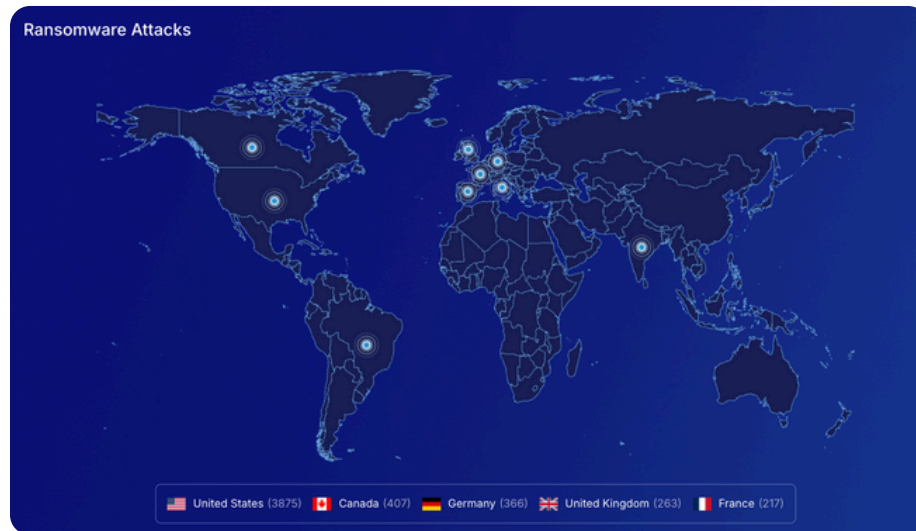 Ransomware Attacks
United States (3875) Canada (407) Germany (366) United Kingdom (263) France (217)